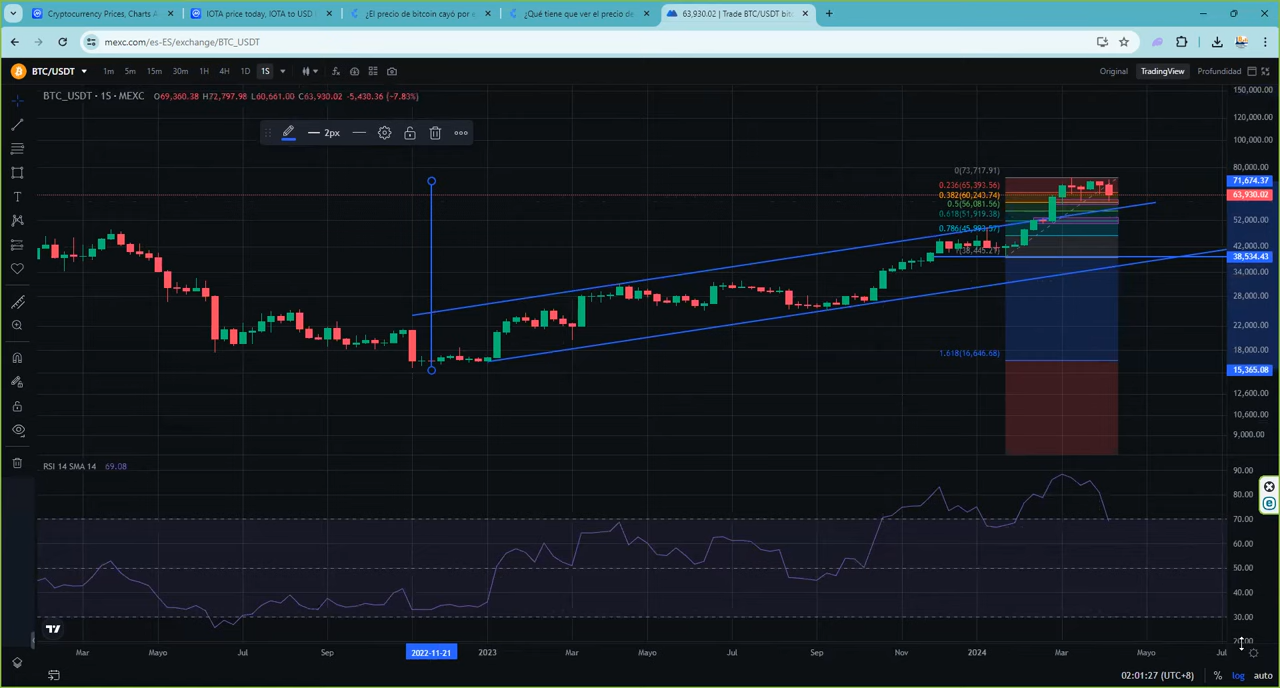 Cryptocurrency Prices, Charts A
IOTA price today, IOTA to USD
¿El precio de bitcoin cayó por e
¿Qué tiene que ver el precio de
63,930.02 | Trade BTC/USDT bit
mexc.com/es-ES/exchange/BTC_USDT
BTC/USDT 1m 5m 15m 30m 1H 4H 1D 1S Original TradingView Profundidad
BTC_USDT · 1S · MEXC O69,360.38 H72,797.98 L60,661.00 C63,930.02 -5,430.36 (-7.83%)
2px
150,000.00
120,000.00
100,000.00
80,000.00
71,674.37
63,930.02
52,000.00
42,000.00
38,534.43
34,000.00
28,000.00
22,000.00
18,000.00
15,365.08
12,600.00
10,600.00
9,000.00
0(73,717.91)
0.236(65,393.56)
0.382(60,243.74)
0.5(56,081.56)
0.618(51,919.38)
0.786(45,993.57)
1(38,445.21)
1.618(16,646.68)
RSI 14 SMA 14 69.08
90.00
80.00
70.00
60.00
50.00
40.00
30.00
Mar Mayo Jul Sep 2022-11-21 2023 Mar Mayo Jul Sep Nov 2024 Mar Mayo Jul
02:01:27 (UTC+8) % log auto